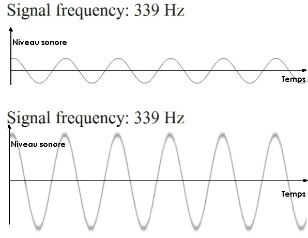 Signal frequency: 339 Hz
Niveau sonore
Temps
Signal frequency: 339 Hz
Niveau sonore
Temps